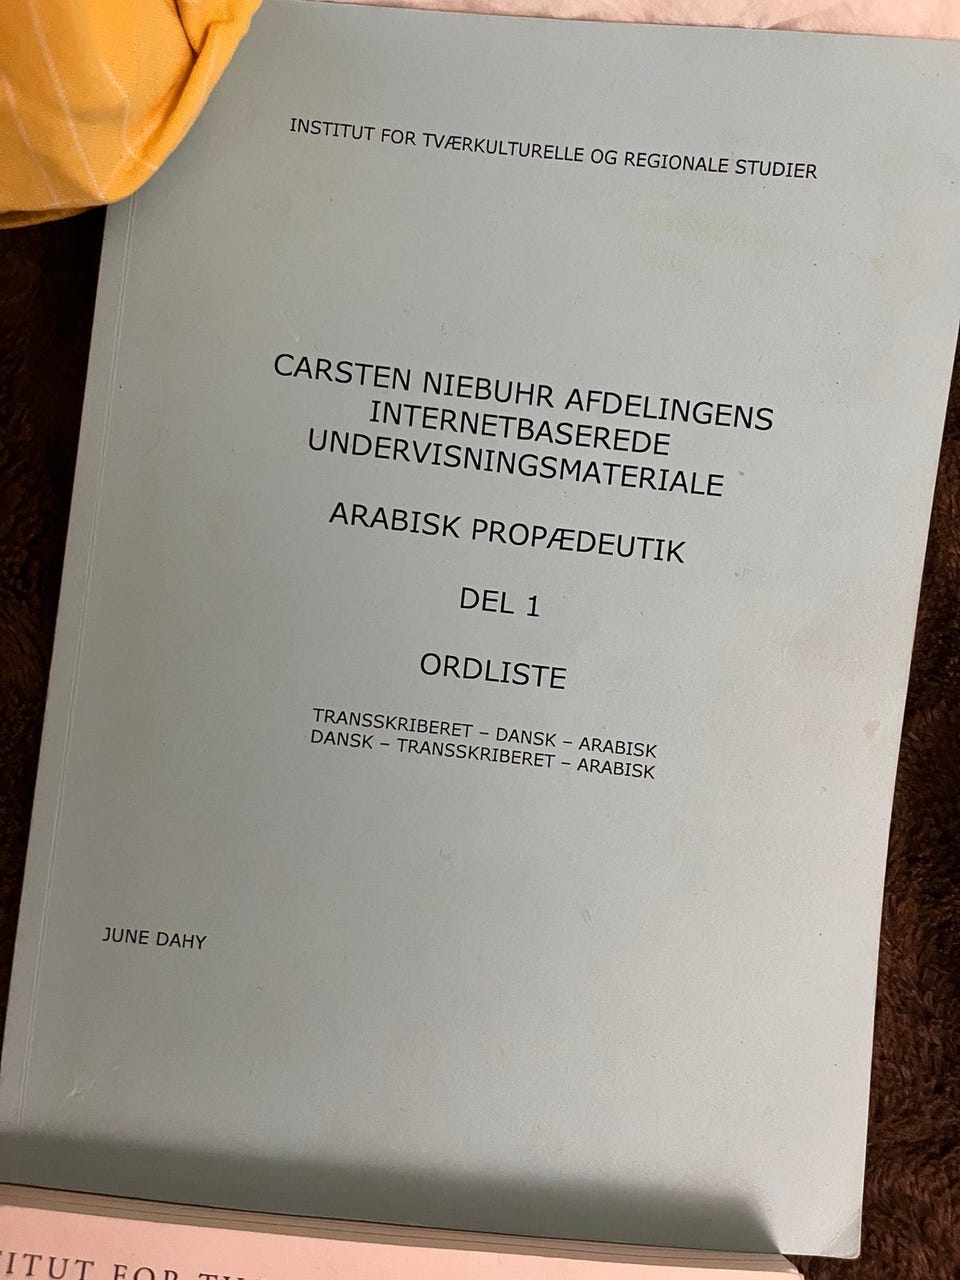 INSTITUT FOR TVÆRKULTURELLE OG REGIONALE STUDIER
CARSTEN NIEBUHR AFDELINGENS
INTERNETBASEREDE
UNDERVISNINGSMATERIALE
ARABISK PROPÆDEUTIK
DEL 1
ORDLISTE
TRANSSKRIBERET – DANSK – ARABISK
DANSK – TRANSSKRIBERET – ARABISK
JUNE DAHY
FOR